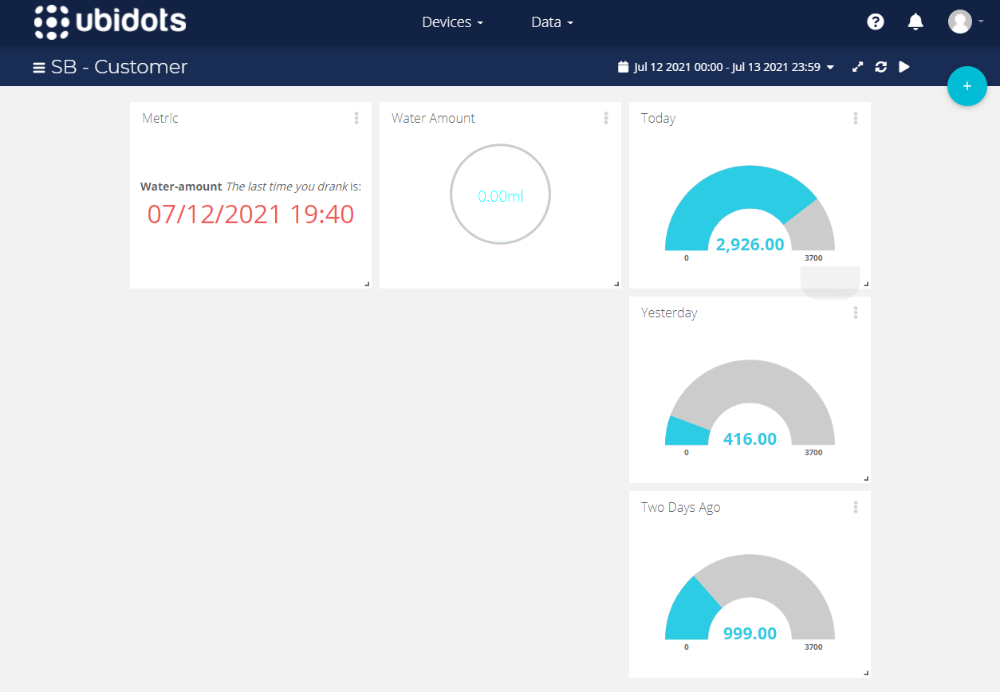 ubidots
Devices
Data
SB - Customer
Jul 12 2021 00:00 - Jul 13 2021 23:59
+
Metric
Water-amount The last time you drank is:
07/12/2021 19:40
Water Amount
0.00ml
Today
2,926.00
0
3700
Yesterday
416.00
0
3700
Two Days Ago
999.00
0
3700